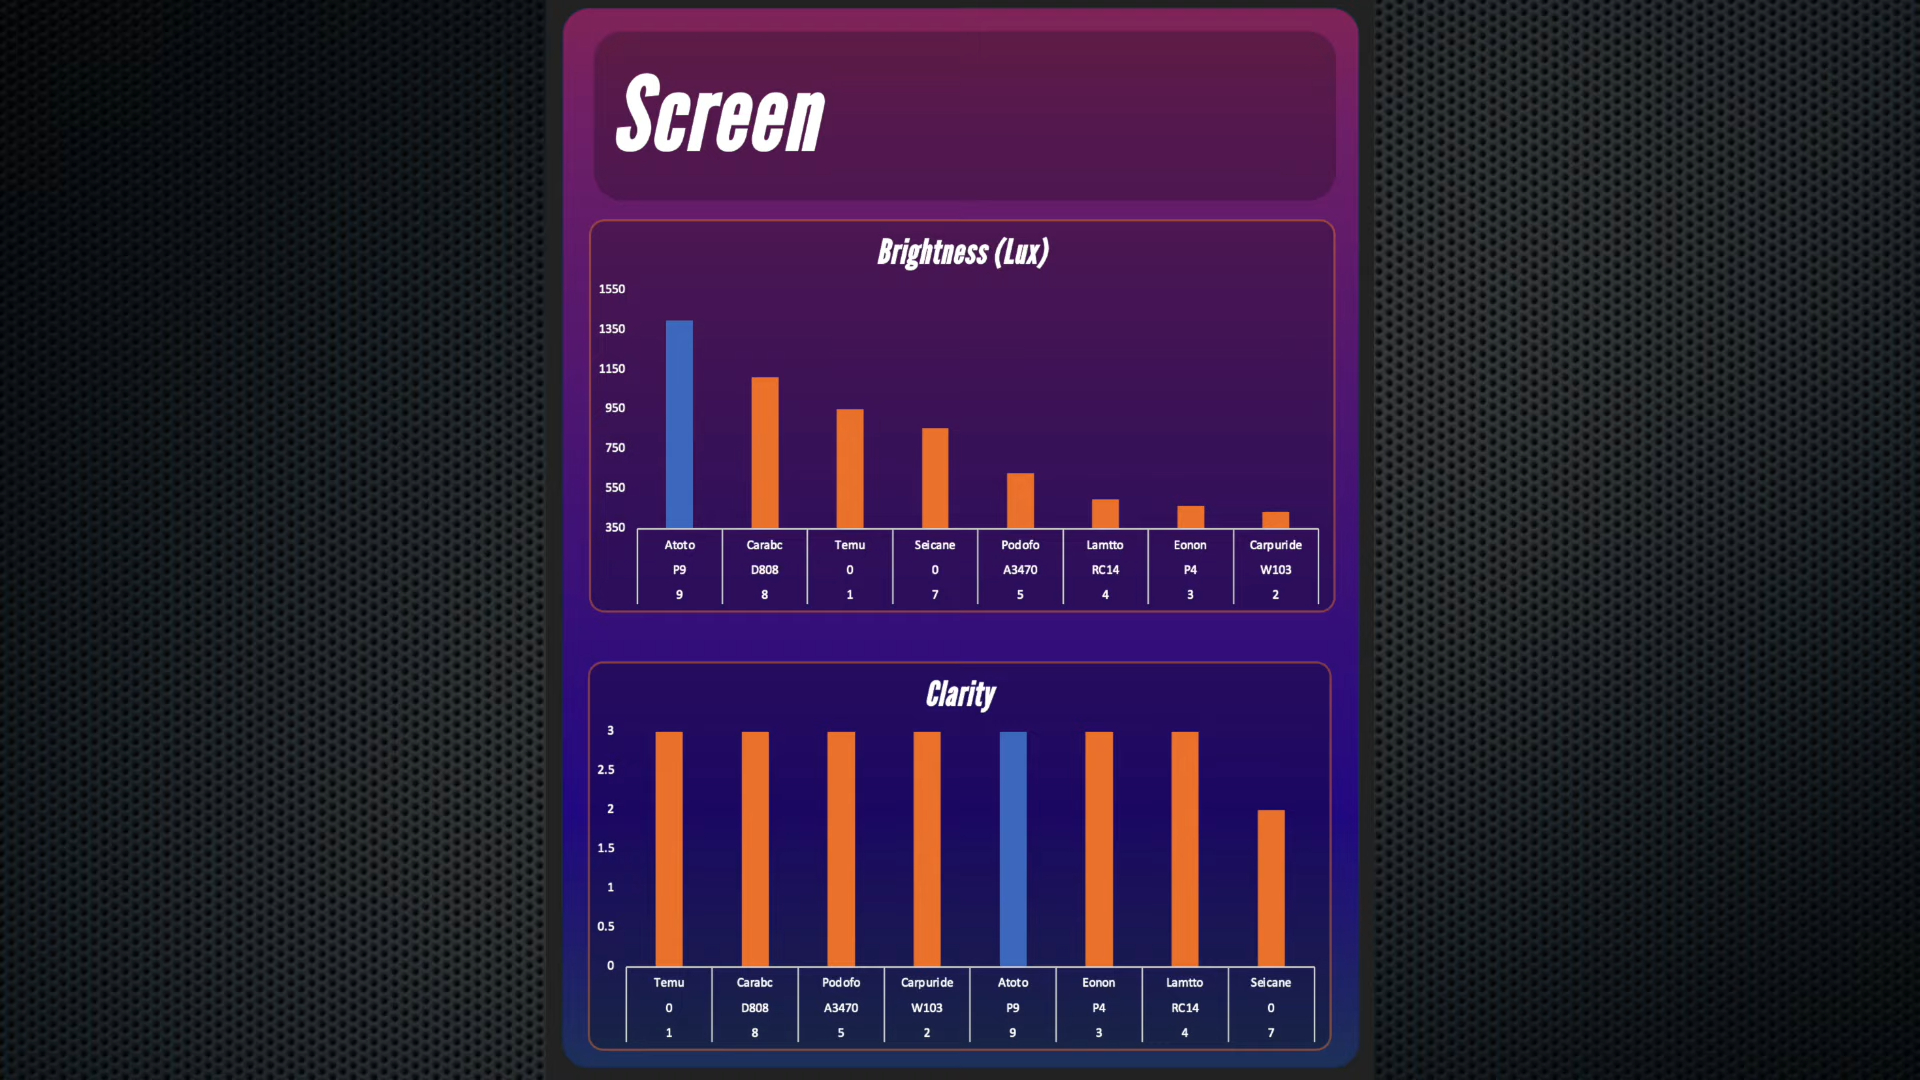 Screen
Brightness (Lux)
1550
1350
1150
950
750
550
350
Atoto Carabc Temu Seicane Podofo Lamtto Eonon Carpuride
P9 D808 0 0 A3470 RC14 P4 W103
9 8 1 7 5 4 3 2
Clarity
3
2.5
2
1.5
1
0.5
0
Temu Carabc Podofo Carpuride Atoto Eonon Lamtto Seicane
0 D808 A3470 W103 P9 P4 RC14 0
1 8 5 2 9 3 4 7